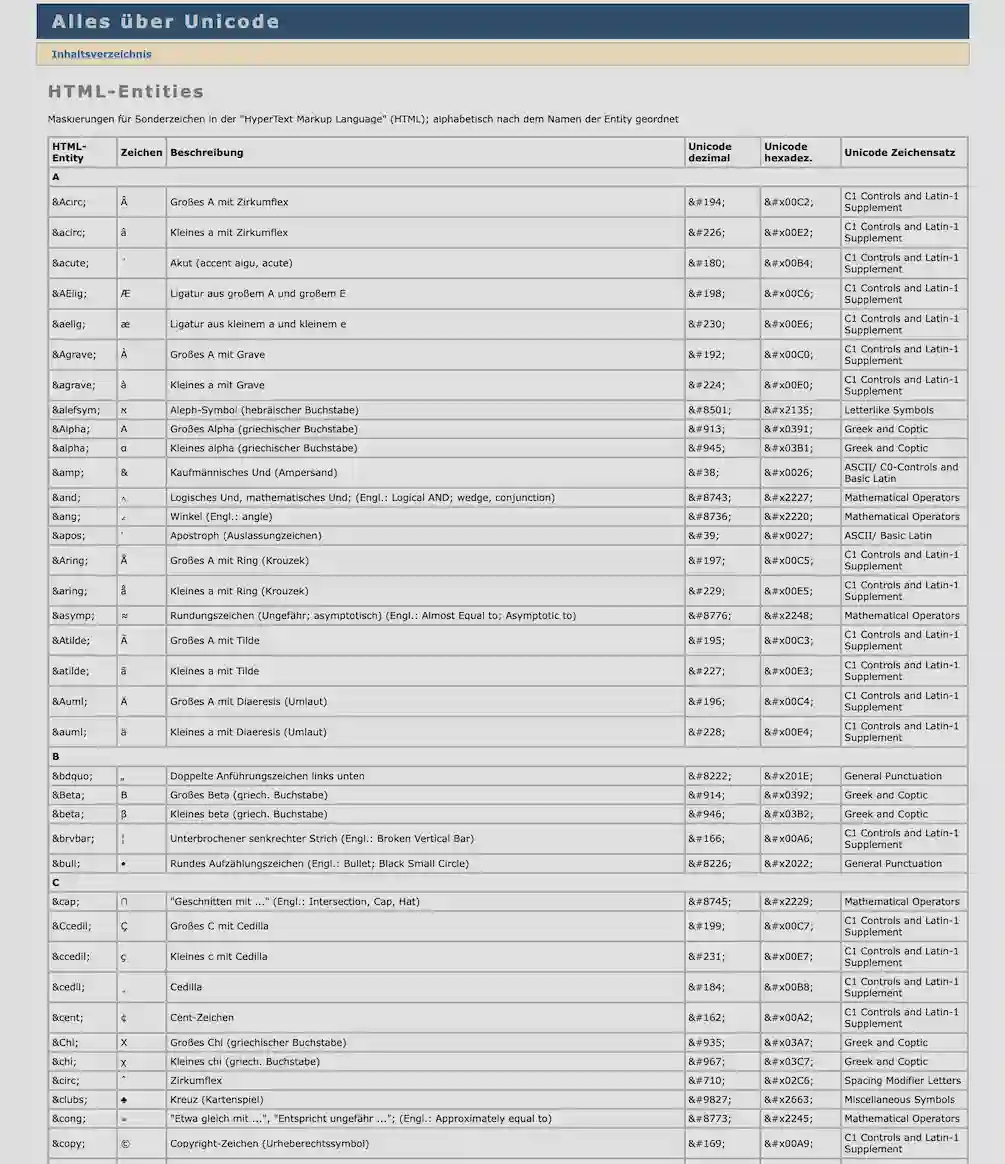 Alles über Unicode
Inhaltsverzeichnis
HTML-Entities
Maskierungen für Sonderzeichen in der "HyperText Markup Language" (HTML); alphabetisch nach dem Namen der Entity geordnet
HTML-Entity Zeichen Beschreibung Unicode dezimal Unicode hexadez. Unicode Zeichensatz
A
&Acirc; Â Großes A mit Zirkumflex &#194; &#x00C2; C1 Controls and Latin-1 Supplement
&acirc; â Kleines a mit Zirkumflex &#226; &#x00E2; C1 Controls and Latin-1 Supplement
&acute; ´ Akut (accent aigu, acute) &#180; &#x00B4; C1 Controls and Latin-1 Supplement
&AElig; Æ Ligatur aus großem A und großem E &#198; &#x00C6; C1 Controls and Latin-1 Supplement
&aelig; æ Ligatur aus kleinem a und kleinem e &#230; &#x00E6; C1 Controls and Latin-1 Supplement
&Agrave; À Großes A mit Grave &#192; &#x00C0; C1 Controls and Latin-1 Supplement
&agrave; à Kleines a mit Grave &#224; &#x00E0; C1 Controls and Latin-1 Supplement
&alefsym; ℵ Aleph-Symbol (hebräischer Buchstabe) &#8501; &#x2135; Letterlike Symbols
&Alpha; Α Großes Alpha (griechischer Buchstabe) &#913; &#x0391; Greek and Coptic
&alpha; α Kleines alpha (griechischer Buchstabe) &#945; &#x03B1; Greek and Coptic
&amp; & Kaufmännisches Und (Ampersand) &#38; &#x0026; ASCII/ C0-Controls and Basic Latin
&and; ∧ Logisches Und, mathematisches Und; (Engl.: Logical AND; wedge, conjunction) &#8743; &#x2227; Mathematical Operators
&ang; ∠ Winkel (Engl.: angle) &#8736; &#x2220; Mathematical Operators
&apos; ' Apostroph (Auslassungzeichen) &#39; &#x0027; ASCII/ Basic Latin
&Aring; Å Großes A mit Ring (Krouzek) &#197; &#x00C5; C1 Controls and Latin-1 Supplement
&aring; å Kleines a mit Ring (Krouzek) &#229; &#x00E5; C1 Controls and Latin-1 Supplement
&asymp; ≈ Rundungszeichen (Ungefähr; asymptotisch) (Engl.: Almost Equal to; Asymptotic to) &#8776; &#x2248; Mathematical Operators
&Atilde; Ã Großes A mit Tilde &#195; &#x00C3; C1 Controls and Latin-1 Supplement
&atilde; ã Kleines a mit Tilde &#227; &#x00E3; C1 Controls and Latin-1 Supplement
&Auml; Ä Großes A mit Diaeresis (Umlaut) &#196; &#x00C4; C1 Controls and Latin-1 Supplement
&auml; ä Kleines a mit Diaeresis (Umlaut) &#228; &#x00E4; C1 Controls and Latin-1 Supplement
B
&bdquo; „ Doppelte Anführungszeichen links unten &#8222; &#x201E; General Punctuation
&Beta; Β Großes Beta (griech. Buchstabe) &#914; &#x0392; Greek and Coptic
&beta; β Kleines beta (griech. Buchstabe) &#946; &#x03B2; Greek and Coptic
&brvbar; ¦ Unterbrochener senkrechter Strich (Engl.: Broken Vertical Bar) &#166; &#x00A6; C1 Controls and Latin-1 Supplement
&bull; • Rundes Aufzählungszeichen (Engl.: Bullet; Black Small Circle) &#8226; &#x2022; General Punctuation
C
&cap; ∩ "Geschnitten mit ..." (Engl.: Intersection, Cap, Hat) &#8745; &#x2229; Mathematical Operators
&Ccedil; Ç Großes C mit Cedilla &#199; &#x00C7; C1 Controls and Latin-1 Supplement
&ccedil; ç Kleines c mit Cedilla &#231; &#x00E7; C1 Controls and Latin-1 Supplement
&cedil; ¸ Cedilla &#184; &#x00B8; C1 Controls and Latin-1 Supplement
&cent; ¢ Cent-Zeichen &#162; &#x00A2; C1 Controls and Latin-1 Supplement
&Chi; Χ Großes Chi (griechischer Buchstabe) &#935; &#x03A7; Greek and Coptic
&chi; χ Kleines chi (griech. Buchstabe) &#967; &#x03C7; Greek and Coptic
&circ; ˆ Zirkumflex &#710; &#x02C6; Spacing Modifier Letters
&clubs; ♣ Kreuz (Kartenspiel) &#9827; &#x2663; Miscellaneous Symbols
&cong; ≅ "Etwa gleich mit ...", "Entspricht ungefähr ..."; (Engl.: Approximately equal to) &#8773; &#x2245; Mathematical Operators
&copy; © Copyright-Zeichen (Urheberechtssymbol) &#169; &#x00A9; C1 Controls and Latin-1 Supplement